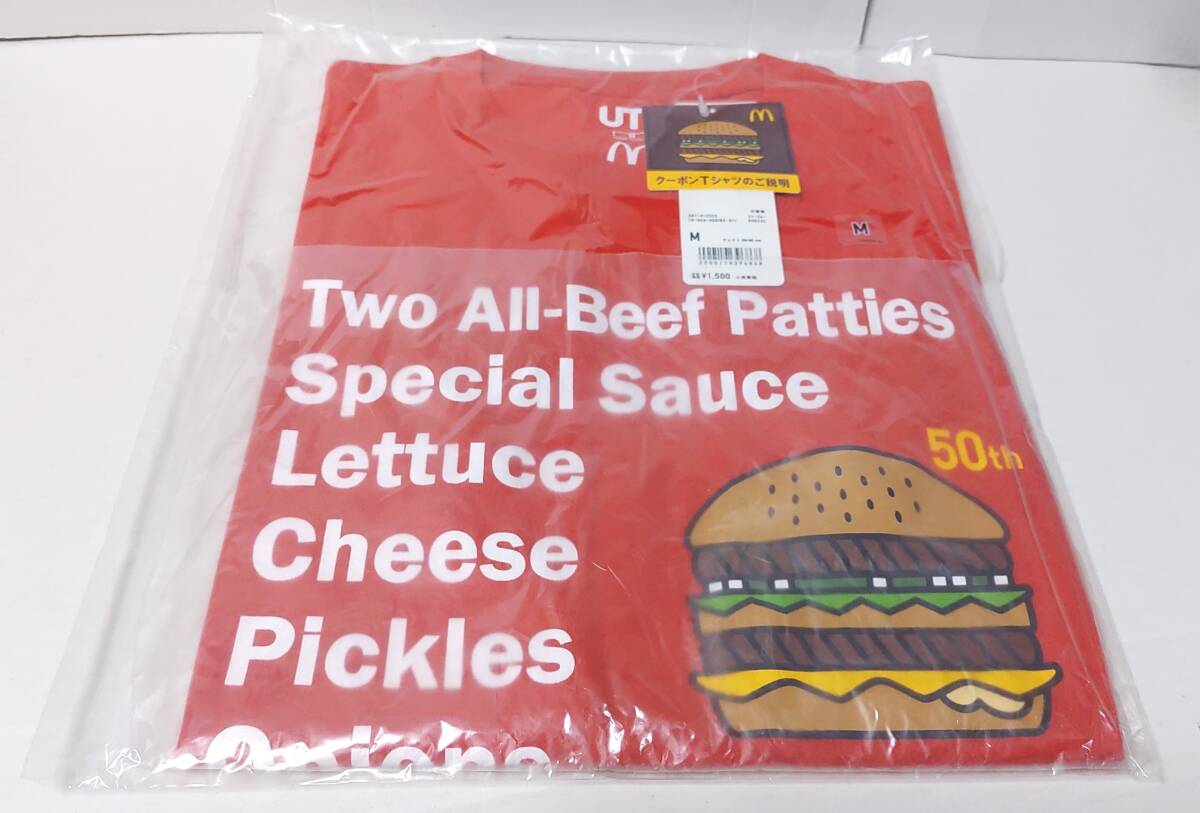 UT
クーポンTシャツのご説明
M
M
¥1,500
Two All-Beef Patties
Special Sauce
Lettuce
50th
Cheese
Pickles
Onions